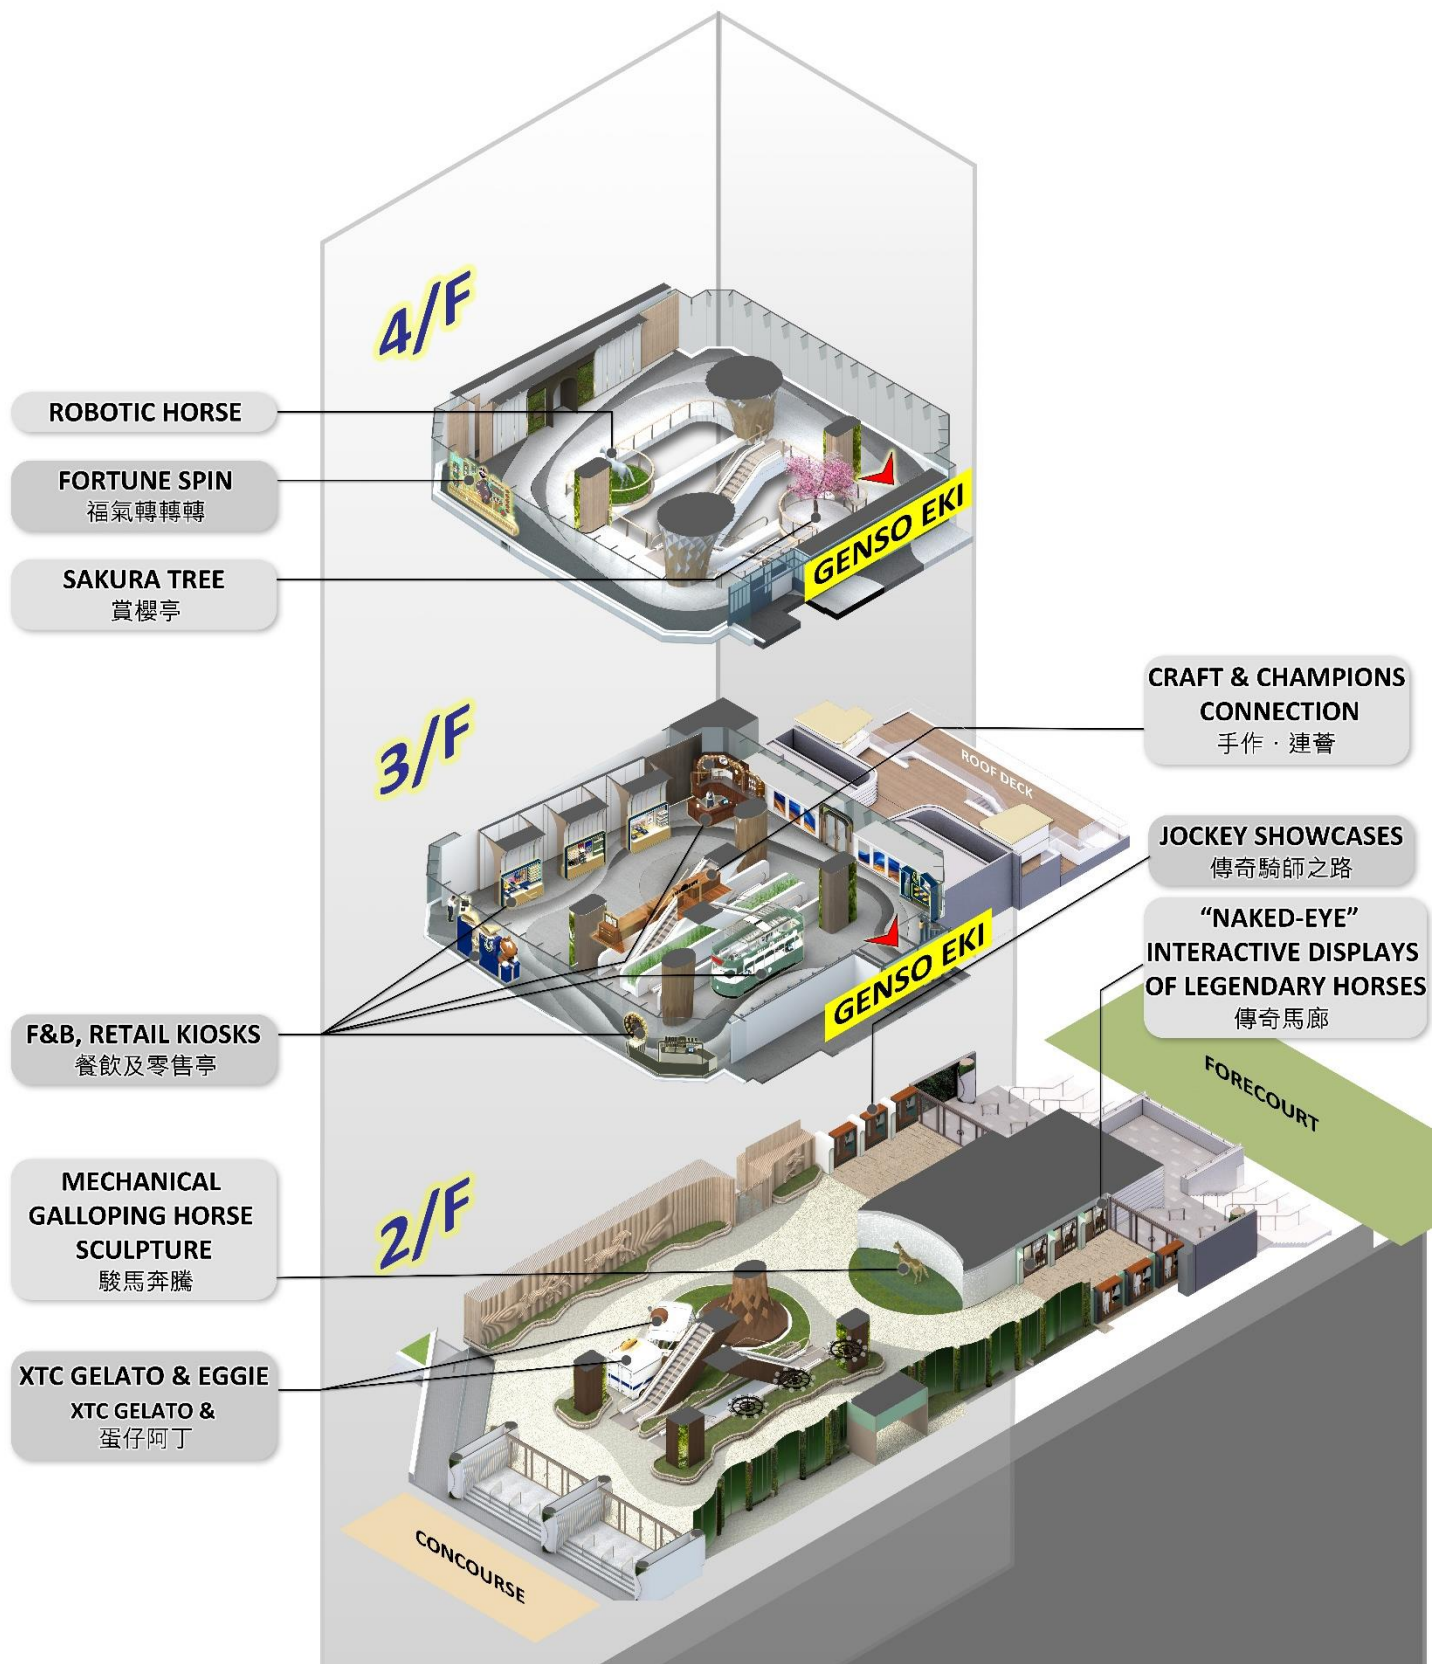 4/F
ROBOTIC HORSE
FORTUNE SPIN
福氣轉轉轉
SAKURA TREE
賞櫻亭
GENSO EKI
3/F
CRAFT & CHAMPIONS
CONNECTION
手作 · 連薈
ROOF DECK
JOCKEY SHOWCASES
傳奇騎師之路
GENSO EKI
“NAKED-EYE”
INTERACTIVE DISPLAYS
OF LEGENDARY HORSES
傳奇馬廊
F&B, RETAIL KIOSKS
餐飲及零售亭
FORECOURT
2/F
MECHANICAL
GALLOPING HORSE
SCULPTURE
駿馬奔騰
XTC GELATO & EGGIE
XTC GELATO &
蛋仔阿丁
CONCOURSE